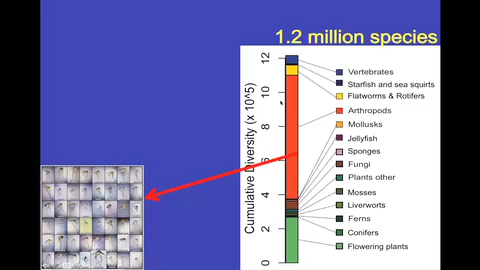 1.2 million species
Cumulative Diversity (x 10^5)
12
10
8
6
4
2
0
Vertebrates
Starfish and sea squirts
Flatworms & Rotifers
Arthropods
Mollusks
Jellyfish
Sponges
Fungi
Plants other
Mosses
Liverworts
Ferns
Conifers
Flowering plants